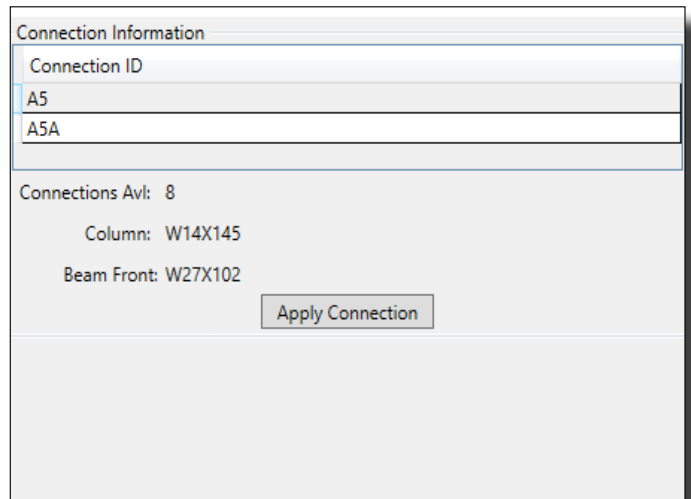 Connection Information
Connection ID
A5
A5A
Connections Avl: 8
Column: W14X145
Beam Front: W27X102
Apply Connection